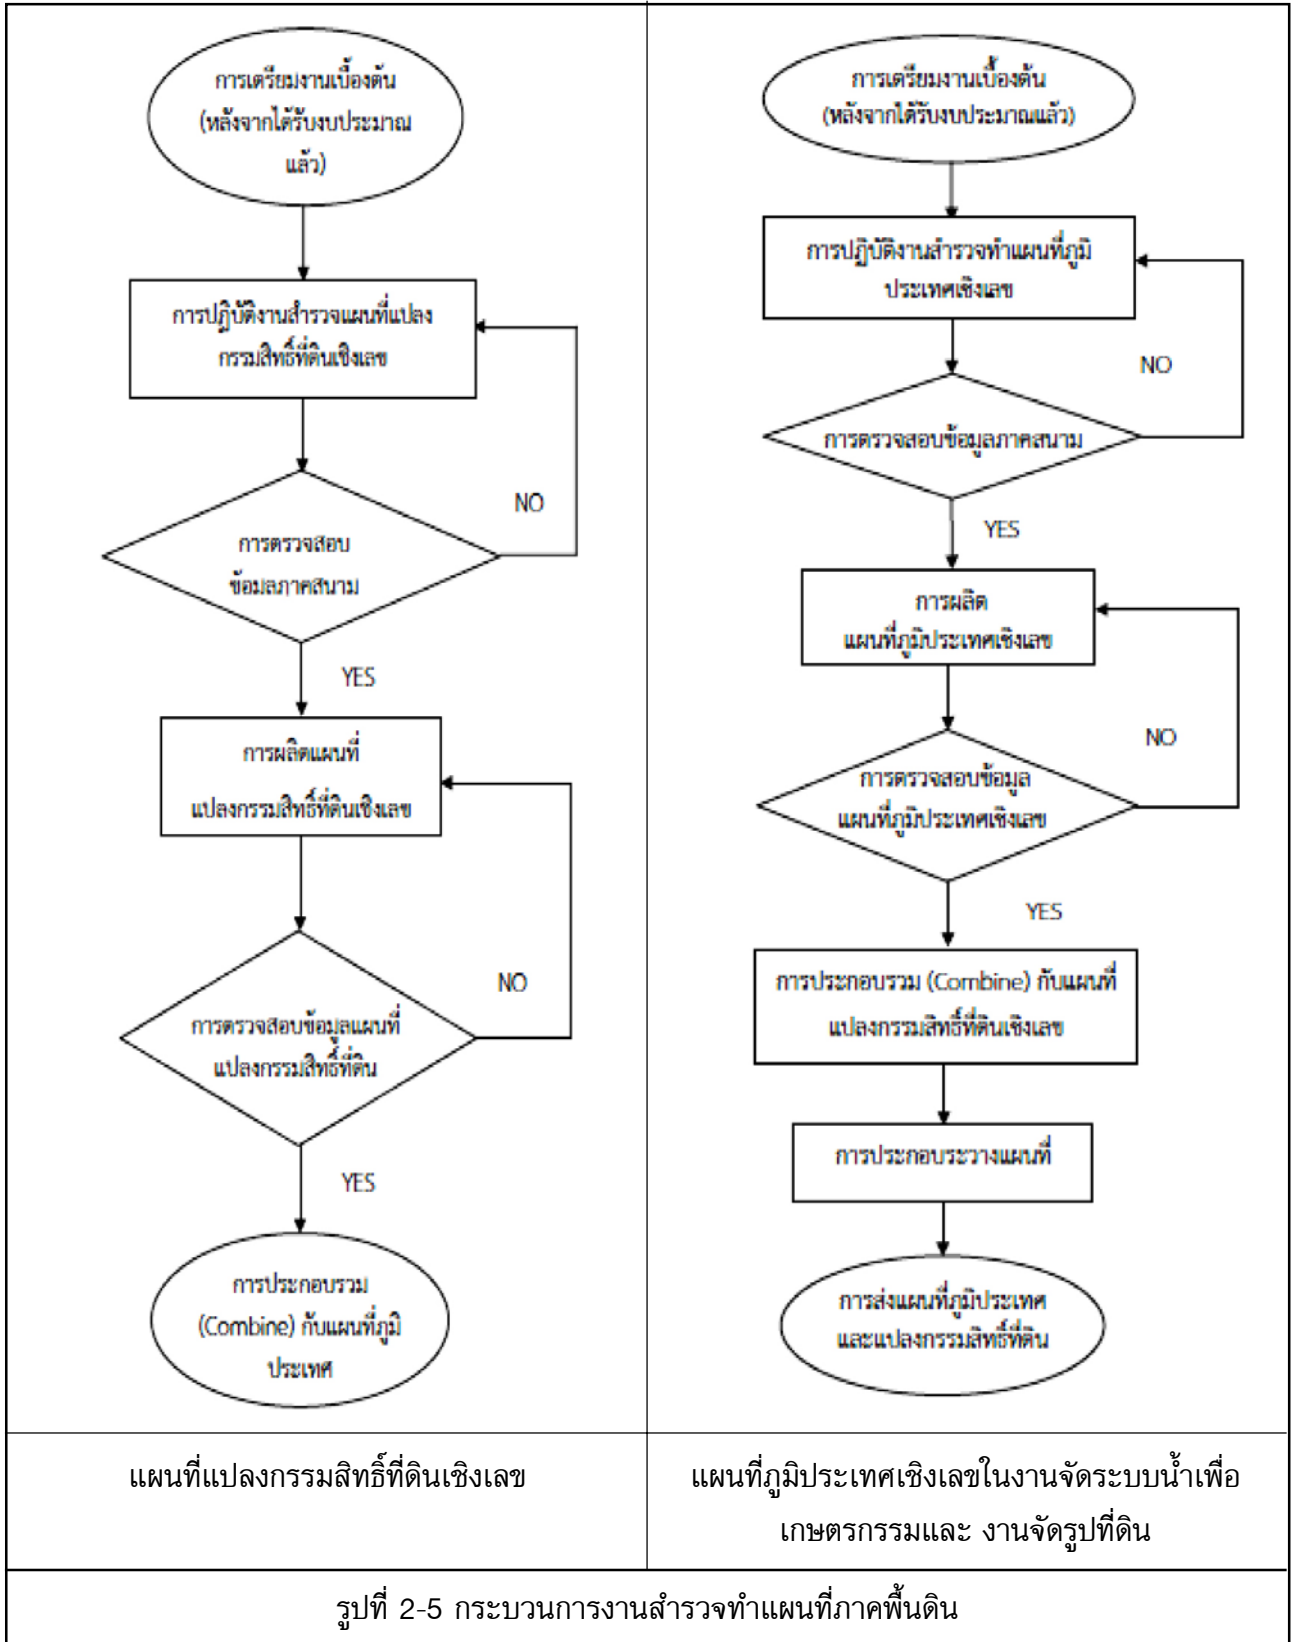 การเตรียมงานเบื้องต้น
(หลังจากได้รับงบประมาณ
แล้ว)
การปฏิบัติงานสำรวจแผนที่แปลง
กรรมสิทธิ์ที่ดินเชิงเลข
NO
การตรวจสอบ
ข้อมูลภาคสนาม
YES
การผลิตแผนที่
แปลงกรรมสิทธิ์ที่ดินเชิงเลข
NO
การตรวจสอบข้อมูลแผนที่
แปลงกรรมสิทธิ์ที่ดิน
YES
การประกอบรวม
(Combine) กับแผนที่ภูมิ
ประเทศ
การเตรียมงานเบื้องต้น
(หลังจากได้รับงบประมาณแล้ว)
การปฏิบัติงานสำรวจทำแผนที่ภูมิ
ประเทศเชิงเลข
NO
การตรวจสอบข้อมูลภาคสนาม
YES
การผลิต
แผนที่ภูมิประเทศเชิงเลข
NO
การตรวจสอบข้อมูล
แผนที่ภูมิประเทศเชิงเลข
YES
การประกอบรวม (Combine) กับแผนที่
แปลงกรรมสิทธิ์ที่ดินเชิงเลข
การประกอบระวางแผนที่
การส่งแผนที่ภูมิประเทศ
และแปลงกรรมสิทธิ์ที่ดิน
แผนที่แปลงกรรมสิทธิ์ที่ดินเชิงเลข
แผนที่ภูมิประเทศเชิงเลขในงานจัดระบบน้ำเพื่อ
เกษตรกรรมและ งานจัดรูปที่ดิน
รูปที่ 2-5 กระบวนการงานสำรวจทำแผนที่ภาคพื้นดิน